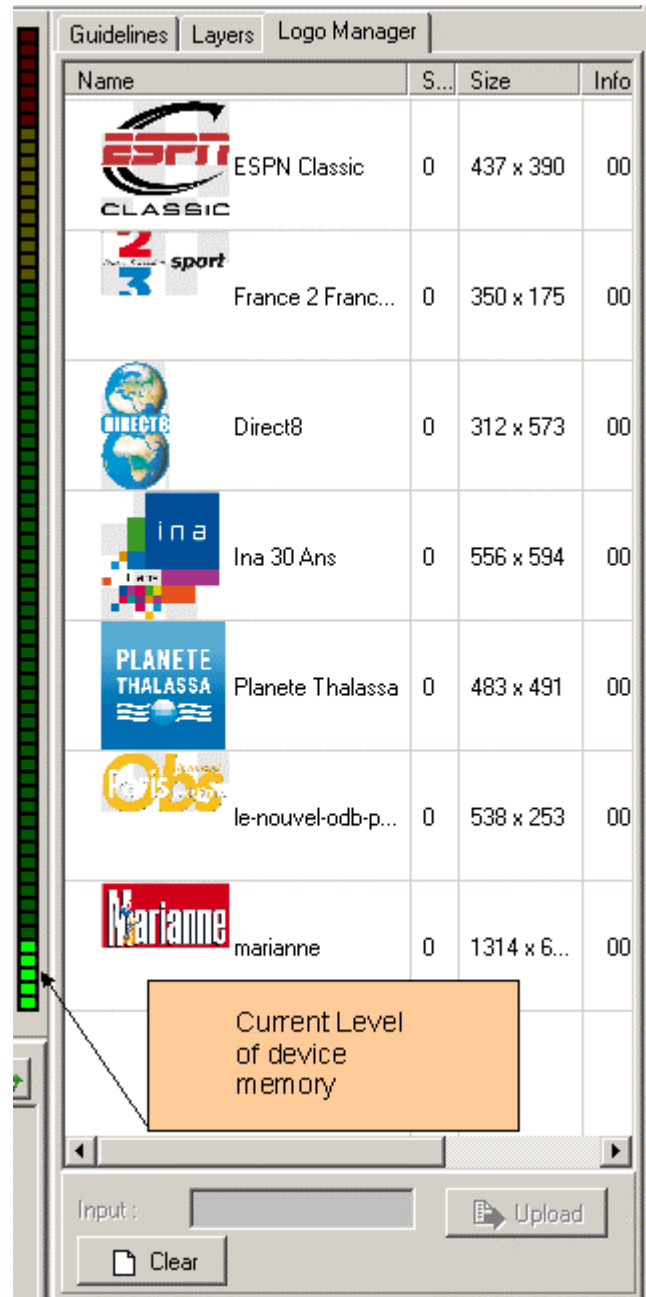 Guidelines Layers Logo Manager
Name S... Size Info
ESPN
CLASSIC
ESPN Classic 0 437 x 390 00
2
sport
3
France 2 Franc... 0 350 x 175 00
DIRECT8
Direct8 0 312 x 573 00
ina
Ina 30 Ans 0 556 x 594 00
PLANETE
THALASSA
Planete Thalassa 0 483 x 491 00
Obs
Paris
le-nouvel-odb-p... 0 538 x 253 00
Marianne
marianne 0 1314 x 6... 00
Current Level
of device
memory
Input :
Upload
Clear